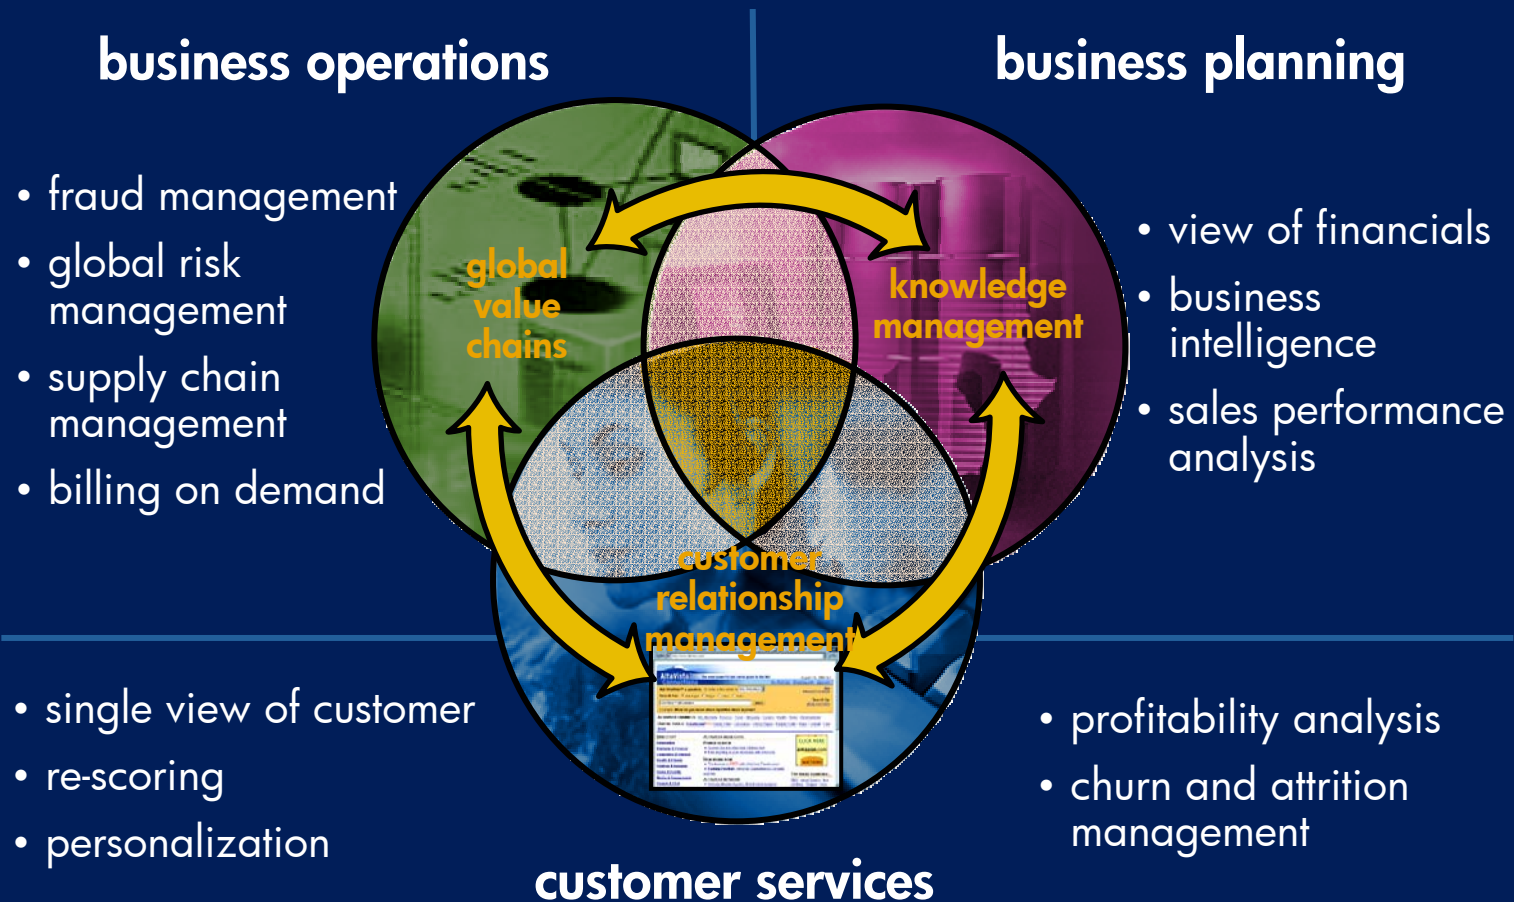 business operations
business planning
• fraud management
• global risk
management
• supply chain
management
• billing on demand
global
value
chains
knowledge
management
• view of financials
• business
intelligence
• sales performance
analysis
customer
relationship
management
AltaVista
• single view of customer
• re-scoring
• personalization
• profitability analysis
• churn and attrition
management
customer services